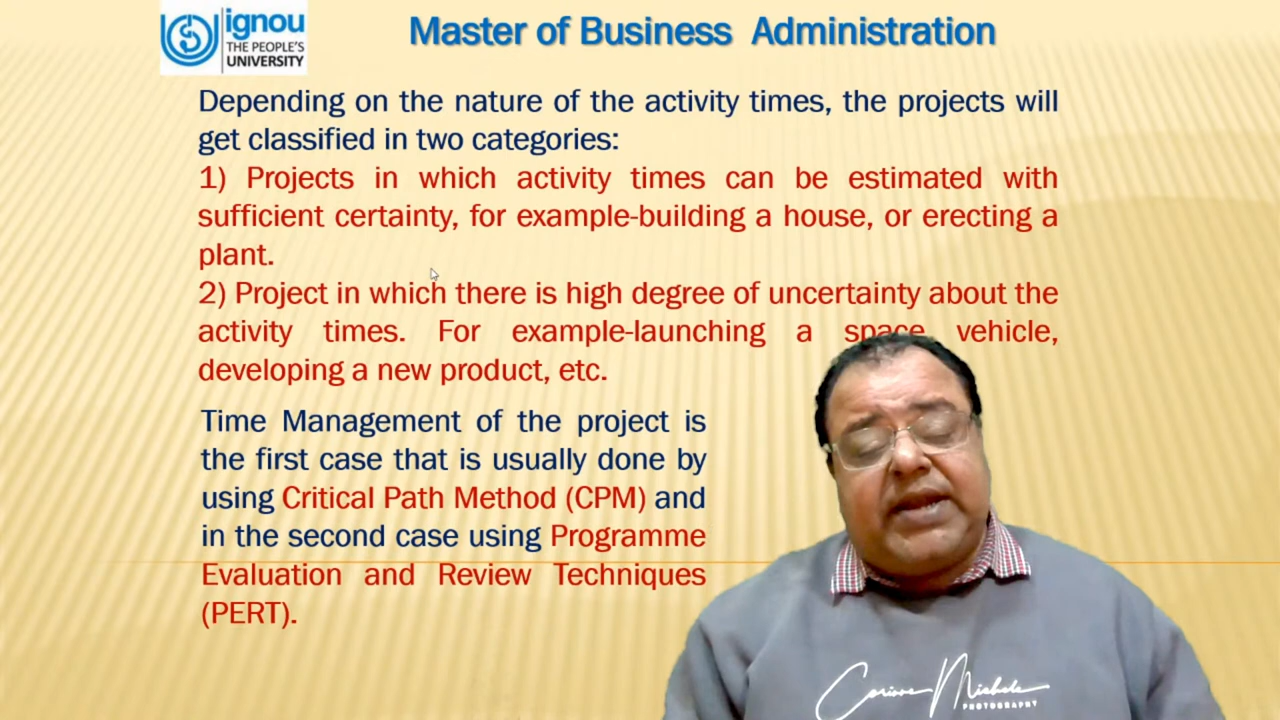 ignou
THE PEOPLE'S
UNIVERSITY
Master of Business Administration
Depending on the nature of the activity times, the projects will
get classified in two categories:
1) Projects in which activity times can be estimated with
sufficient certainty, for example-building a house, or erecting a
plant.
2) Project in which there is high degree of uncertainty about the
activity times. For example-launching a space vehicle,
developing a new product, etc.
Time Management of the project is
the first case that is usually done by
using Critical Path Method (CPM) and
in the second case using Programme
Evaluation and Review Techniques
(PERT).
PHOTOGRAPHY